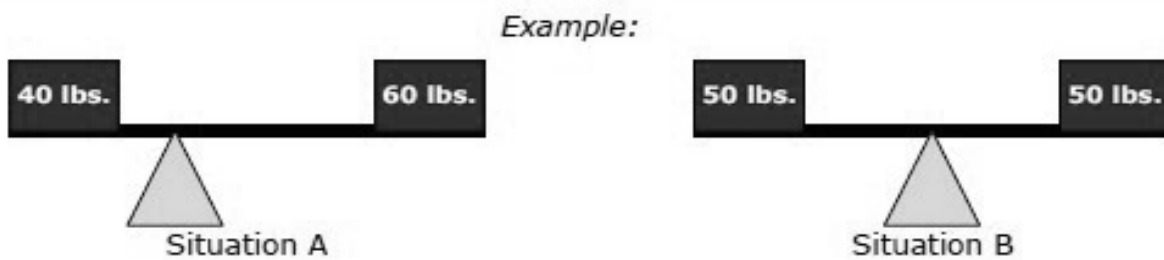 Example:
40 lbs.
60 lbs.
50 lbs.
50 lbs.
Situation A
Situation B